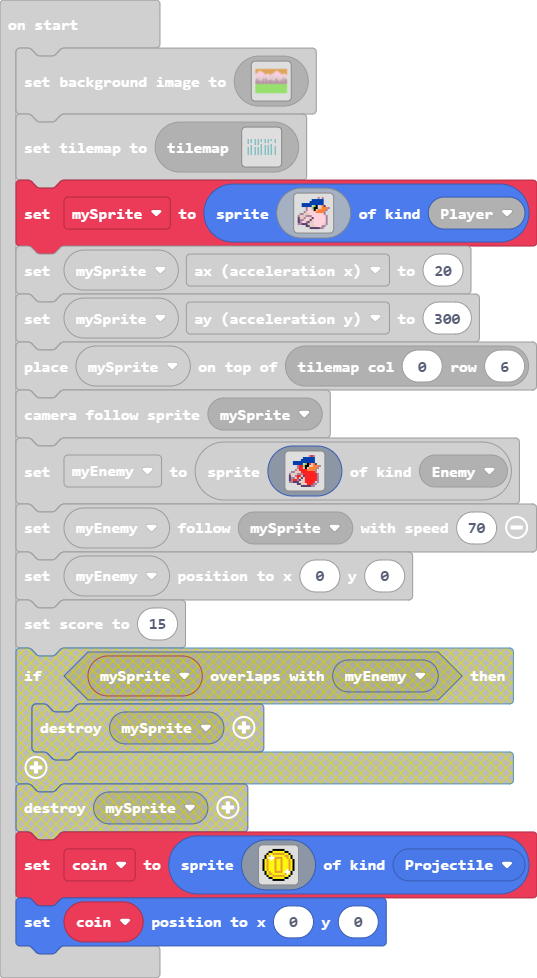 on start
set background image to
set tilemap to tilemap
set mySprite to sprite of kind Player
set mySprite ax (acceleration x) to 20
set mySprite ay (acceleration y) to 300
place mySprite on top of tilemap col 0 row 6
camera follow sprite mySprite
set myEnemy to sprite of kind Enemy
set myEnemy follow mySprite with speed 70
set myEnemy position to x 0 y 0
set score to 15
if mySprite overlaps with myEnemy then
destroy mySprite
destroy mySprite
set coin to sprite of kind Projectile
set coin position to x 0 y 0